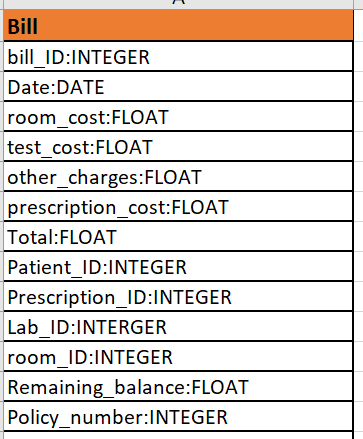 A
Bill
bill_ID:INTEGER
Date:DATE
room_cost:FLOAT
test_cost:FLOAT
other_charges:FLOAT
prescription_cost:FLOAT
Total:FLOAT
Patient_ID:INTEGER
Prescription_ID:INTEGER
Lab_ID:INTERGER
room_ID:INTEGER
Remaining_balance:FLOAT
Policy_number:INTEGER